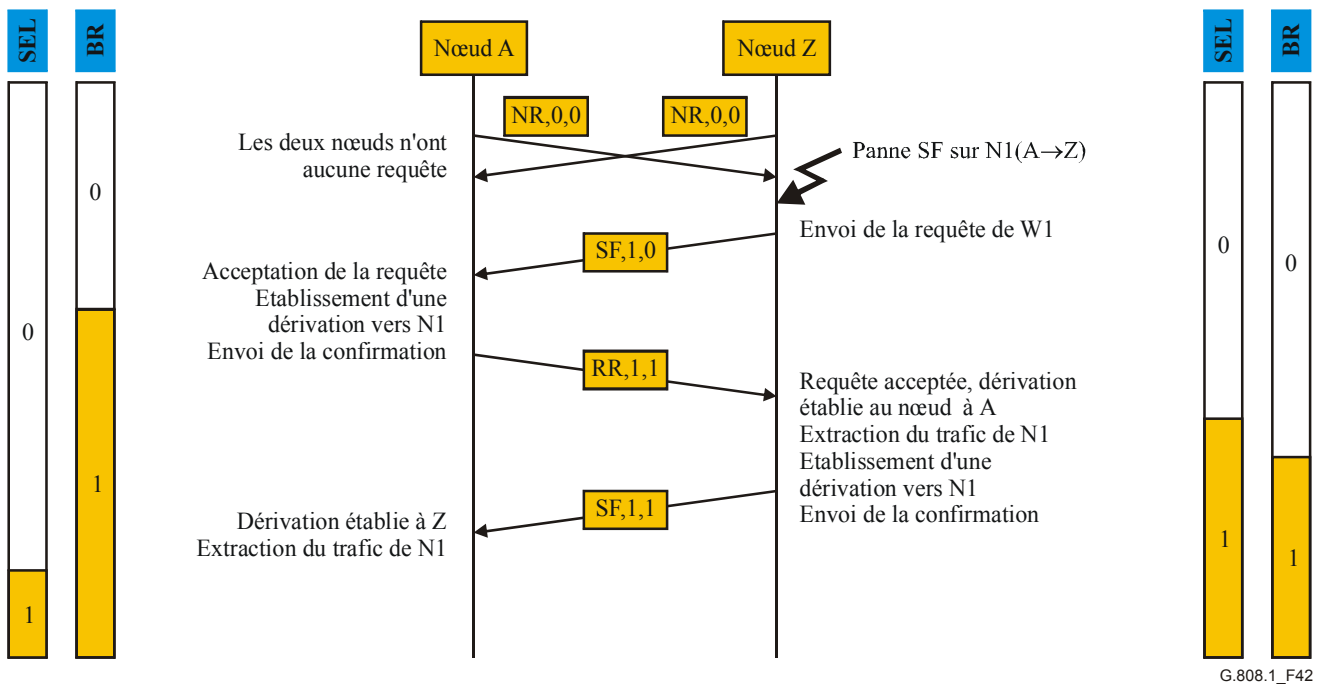 SEL
BR
Nœud A
Nœud Z
SEL
BR
NR,0,0
NR,0,0
Les deux nœuds n'ont
aucune requête
Panne SF sur N1(A→Z)
0
Envoi de la requête de W1
SF,1,0
0
0
Acceptation de la requête
Etablissement d'une
dérivation vers N1
Envoi de la confirmation
0
RR,1,1
Requête acceptée, dérivation
établie au nœud à A
Extraction du trafic de N1
Etablissement d'une
dérivation vers N1
Envoi de la confirmation
1
SF,1,1
Dérivation établie à Z
Extraction du trafic de N1
1
1
1
G.808.1_F42